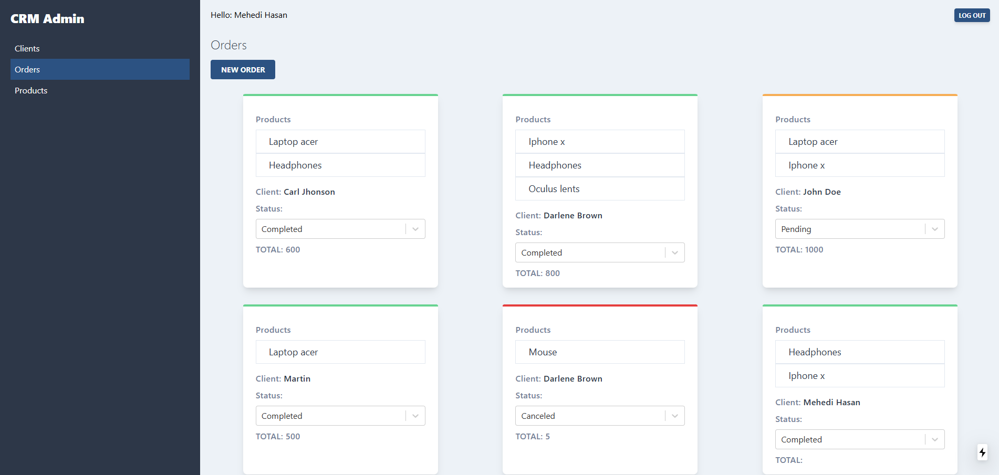 CRM Admin
Clients
Orders
Products
Hello: Mehedi Hasan
LOG OUT
Orders
NEW ORDER
Products
Laptop acer
Headphones
Client: Carl Jhonson
Status:
Completed
TOTAL: 600
Products
Iphone x
Headphones
Oculus lents
Client: Darlene Brown
Status:
Completed
TOTAL: 800
Products
Laptop acer
Iphone x
Client: John Doe
Status:
Pending
TOTAL: 1000
Products
Laptop acer
Client: Martin
Status:
Completed
TOTAL: 500
Products
Mouse
Client: Darlene Brown
Status:
Canceled
TOTAL: 5
Products
Headphones
Iphone x
Client: Mehedi Hasan
Status:
Completed
TOTAL: